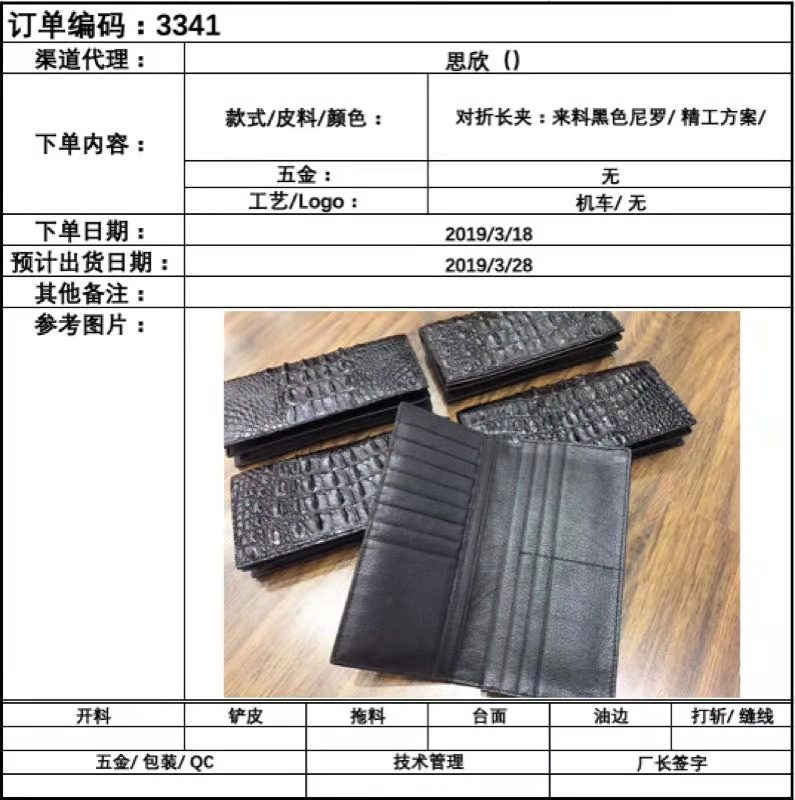 订单编码：3341
渠道代理： 思欣（）
下单内容： 款式/皮料/颜色： 对折长夹：来料黑色尼罗/ 精工方案/
五金： 无
工艺/Logo： 机车/ 无
下单日期： 2019/3/18
预计出货日期： 2019/3/28
其他备注：
参考图片：
开料 铲皮 拖料 台面 油边 打斩/ 缝线
五金/ 包装/ QC 技术管理 厂长签字